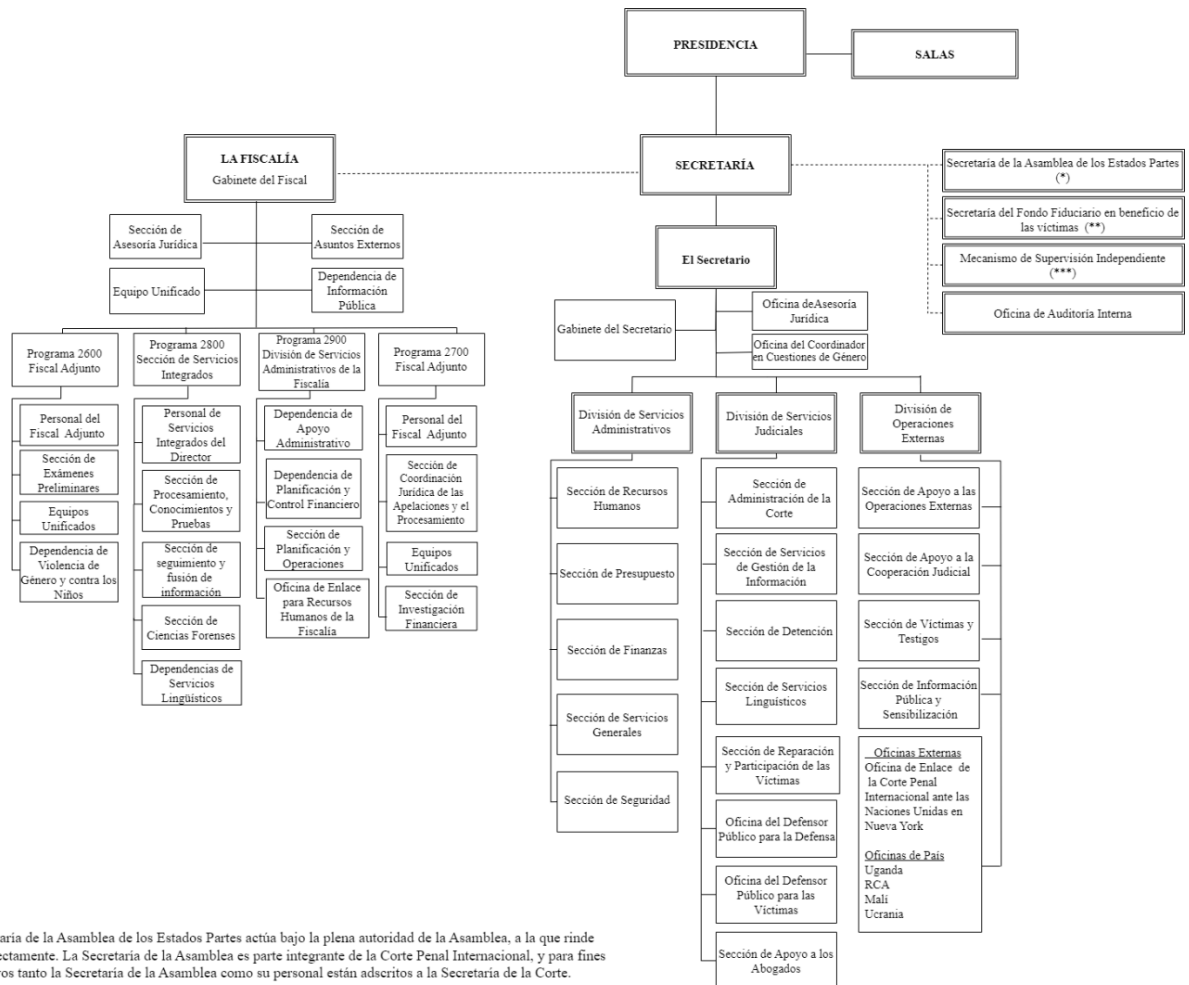 PRESIDENCIA
SALAS
LA FISCALÍA
Gabinete del Fiscal
SECRETARÍA
Secretaría de la Asamblea de los Estados Partes
(*)
Secretaría del Fondo Fiduciario en beneficio de
las víctimas (**)
Mecanismo de Supervisión Independiente
(***)
Oficina de Auditoría Interna
Sección de
Asesoría Jurídica
Sección de
Asuntos Externos
Equipo Unificado
Dependencia de
Información
Pública
El Secretario
Gabinete del Secretario
Oficina deAsesoría
Jurídica
Oficina del Coordinador
en Cuestiones de Género
Programa 2600
Fiscal Adjunto
Programa 2800
Sección de Servicios
Integrados
Programa 2900
División de Servicios
Administrativos de la
Fiscalía
Programa 2700
Fiscal Adjunto
Personal del
Fiscal Adjunto
Sección de
Exámenes
Preliminares
Equipos
Unificados
Dependencia de
Violencia de
Género y contra los
Niños
Personal de
Servicios
Integrados del
Director
Sección de
Procesamiento,
Conocimientos y
Pruebas
Sección de
seguimiento y
fusión de
información
Sección de
Ciencias Forenses
Dependencias de
Servicios
Lingüísticos
Dependencia de
Apoyo
Administrativo
Dependencia de
Planificación y
Control Financiero
Sección de
Planificación y
Operaciones
Oficina de Enlace
para Recursos
Humanos de la
Fiscalía
Personal del
Fiscal Adjunto
Sección de
Coordinación
Jurídica de las
Apelaciones y el
Procesamiento
Equipos
Unificados
Sección de
Investigación
Financiera
División de Servicios
Administrativos
División de Servicios
Judiciales
División de
Operaciones
Externas
Sección de Recursos
Humanos
Sección de Presupuesto
Sección de Finanzas
Sección de Servicios
Generales
Sección de Seguridad
Sección de
Administración de la
Corte
Sección de Servicios
de Gestión de la
Información
Sección de Detención
Sección de Servicios
Linguísticos
Sección de Reparación
y Participación de las
Víctimas
Oficina del Defensor
Público para la Defensa
Oficina del Defensor
Público para las
Víctimas
Sección de Apoyo a los
Abogados
Sección de Apoyo a las
Operaciones Externas
Sección de Apoyo a la
Cooperación Judicial
Sección de Víctimas y
Testigos
Sección de Información
Pública y
Sensibilización
Oficinas Externas
Oficina de Enlace de
la Corte Penal
Internacional ante las
Naciones Unidas en
Nueva York
Oficinas de País
Uganda
RCA
Malí
Ucrania
aria de la Asamblea de los Estados Partes actúa bajo la plena autoridad de la Asamblea, a la que rinde
ectamente. La Secretaría de la Asamblea es parte integrante de la Corte Penal Internacional, y para fines
os tanto la Secretaría de la Asamblea como su personal están adscritos a la Secretaría de la Corte.